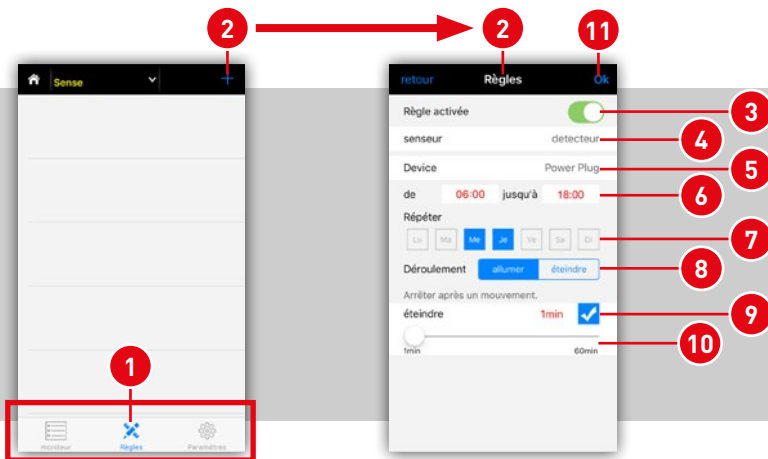 2
2
11
Sense
+
retour Règles Ok
Règle activée
3
senseur detecteur
4
Device Power Plug
5
de 06:00 jusqu'à 18:00
6
Répéter
Lu Ma Me Je Ve Sa Di
7
Déroulement allumer éteindre
8
Arrêter après un mouvement.
éteindre 1min
9
1min 60min
10
1
moniteur Règles Paramètres